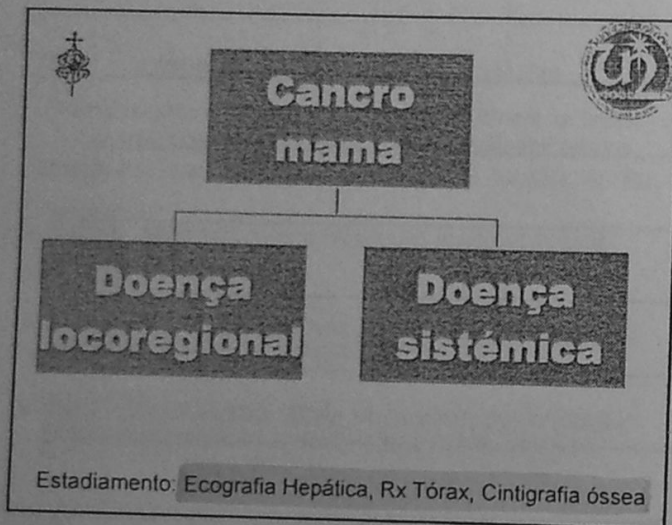 Cancro
mama
Doença
locoregional
Doença
sistémica
Estadiamento: Ecografia Hepática, Rx Tórax, Cintigrafia óssea